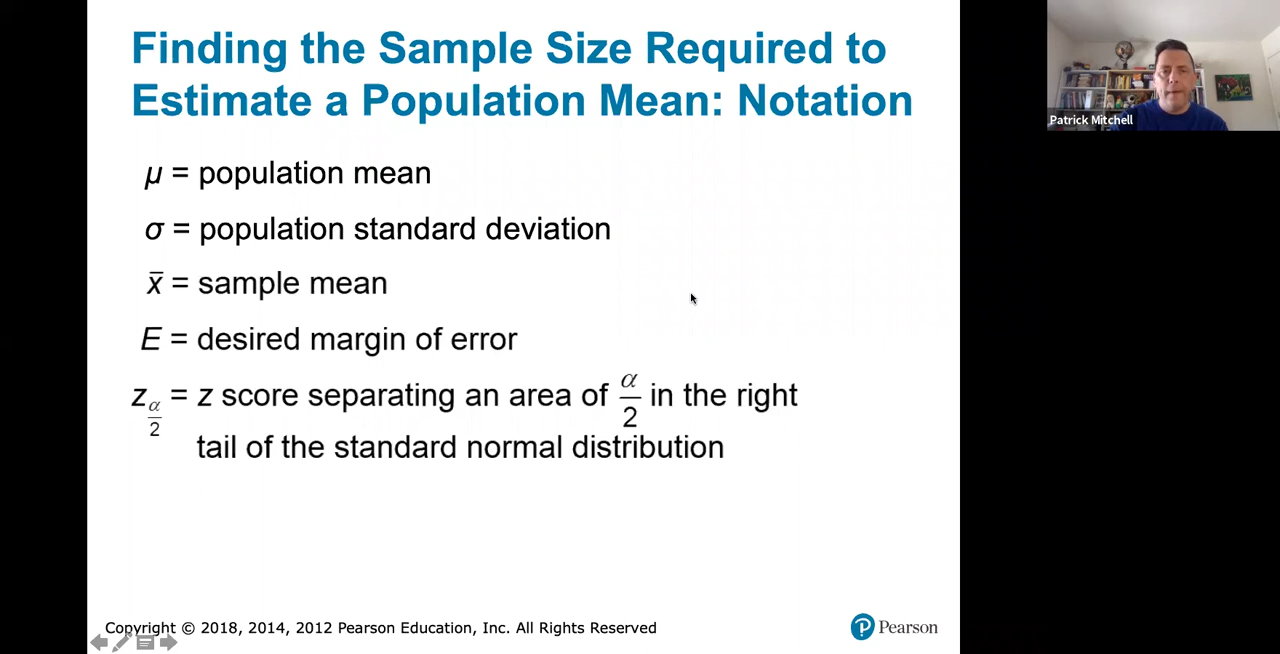 Finding the Sample Size Required to
Estimate a Population Mean: Notation
Patrick Mitchell
μ = population mean
σ = population standard deviation
x̄ = sample mean
E = desired margin of error
z_{α/2} = z score separating an area of α/2 in the right
tail of the standard normal distribution
Copyright © 2018, 2014, 2012 Pearson Education, Inc. All Rights Reserved
P Pearson